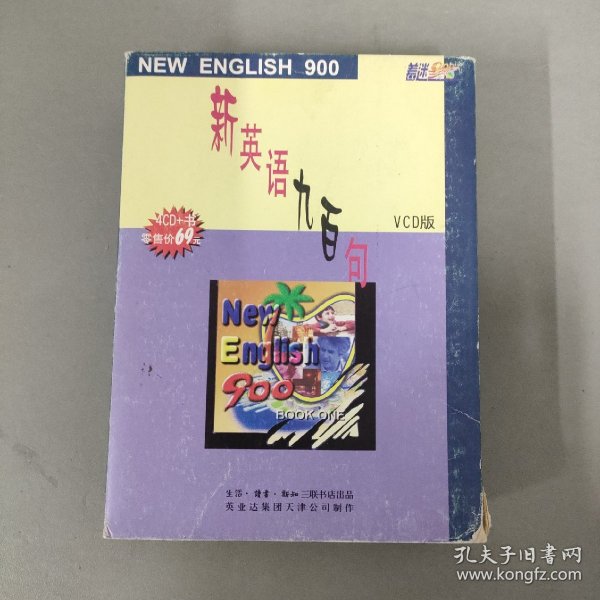 NEW ENGLISH 900
新英语九百句
VCD版
4CD+书
零售价69元
New
English
900
BOOK ONE
生活·读书·新知三联书店出品
英业达集团天津公司制作
孔夫子旧书网
www.kongfz.com